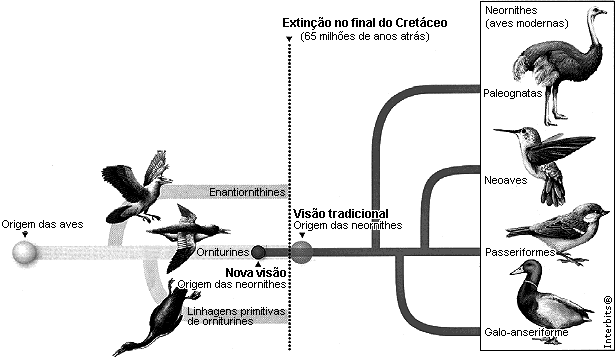 Extinção no final do Cretáceo
(65 milhões de anos atrás)
Neornithes
(aves modernas)
Paleognatas
Neoaves
Enantiornithines
Origem das aves
Visão tradicional
Origem das neornithes
Orniturines
Passeriformes
Nova visão
Origem das neornithes
Linhagens primitivas
de orniturines
Galo-anseriforme
Interbits®